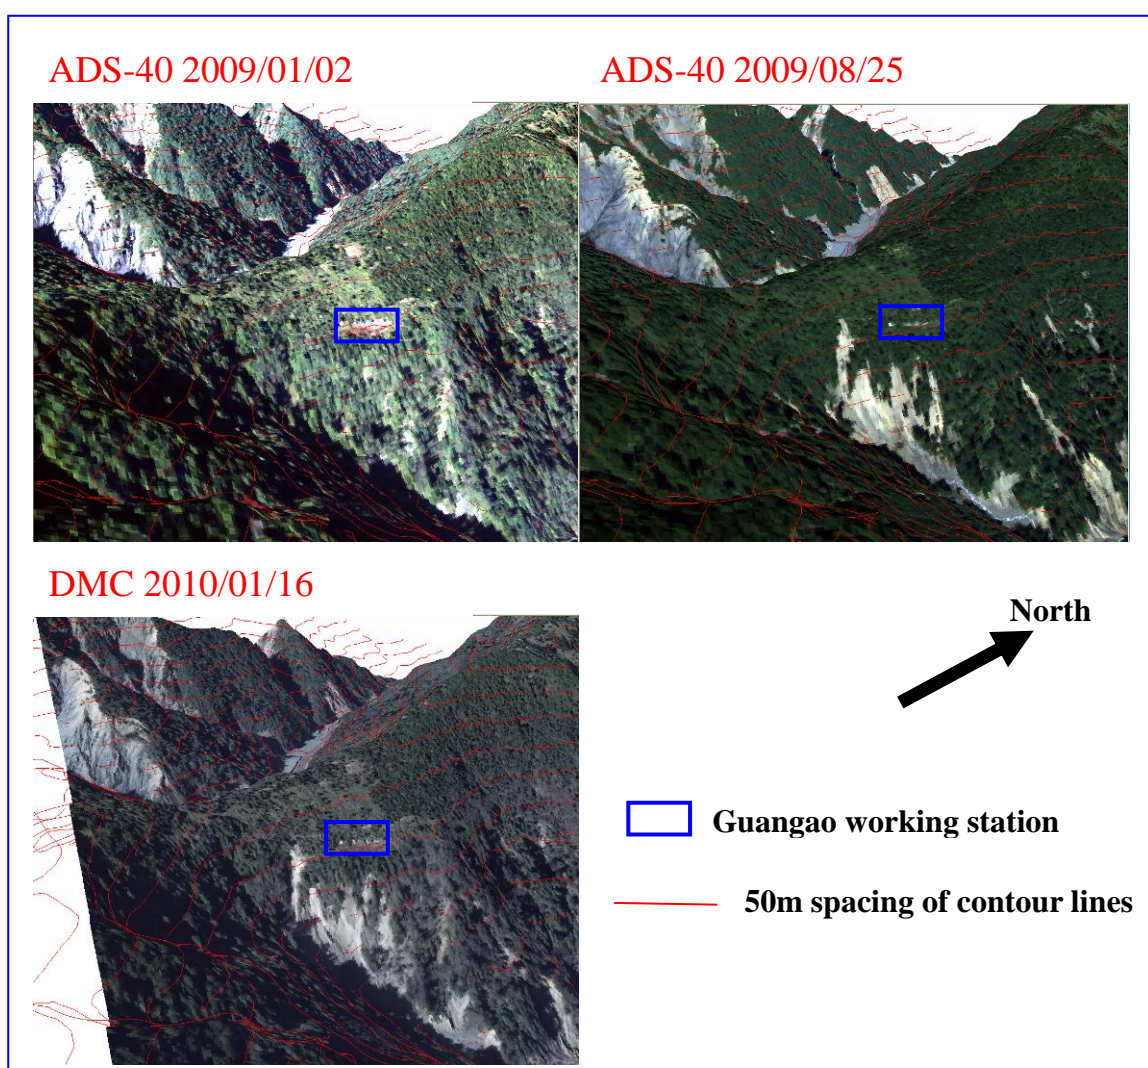 ADS-40 2009/01/02
ADS-40 2009/08/25
DMC 2010/01/16
North
Guangao working station
50m spacing of contour lines